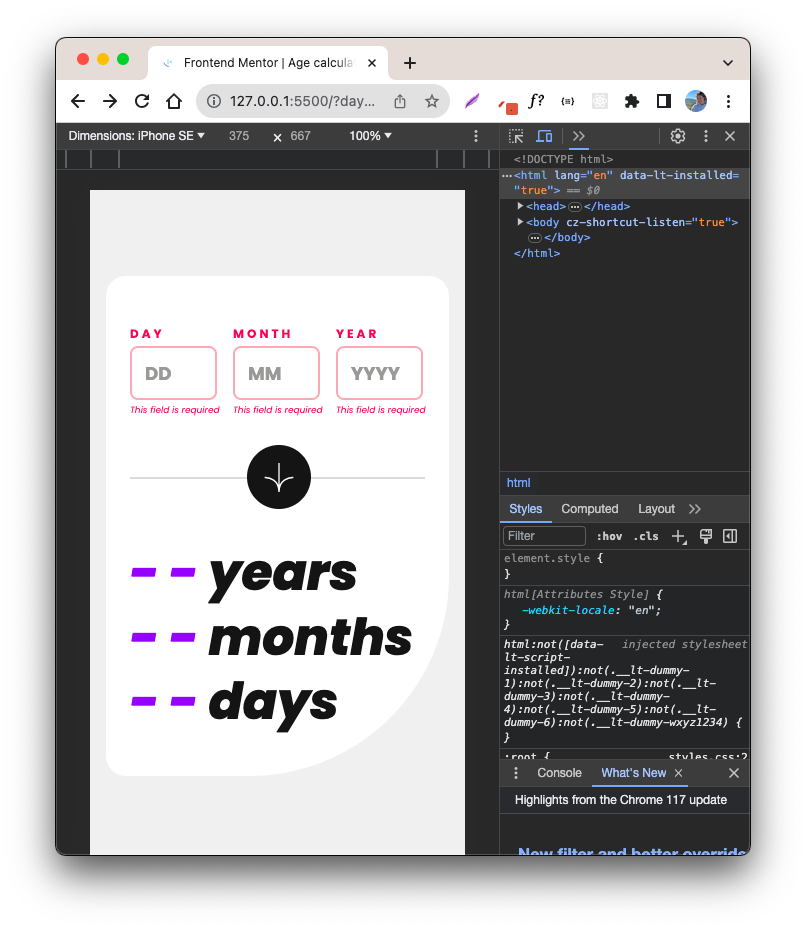 Frontend Mentor | Age calcula
127.0.0.1:5500/?day...
f?
Dimensions: iPhone SE
375
x
667
100%
DAY
MONTH
YEAR
DD
MM
YYYY
This field is required
This field is required
This field is required
-- years
-- months
-- days
<!DOCTYPE html>
<html lang="en" data-lt-installed=
"true"> == $0
<head>…</head>
<body cz-shortcut-listen="true">
…</body>
</html>
html
Styles
Computed
Layout
Filter
:hov
.cls
element.style {
}
html[Attributes Style] {
-webkit-locale: "en";
}
html:not([data-
injected stylesheet
lt-script-
installed]):not(.__lt-dummy-
1):not(.__lt-dummy-2):not(.__lt-
dummy-3):not(.__lt-dummy-
4):not(.__lt-dummy-5):not(.__lt-
dummy-6):not(.__lt-dummy-wxyz1234) {
}
:root {
styles.css:2
Console
What's New
Highlights from the Chrome 117 update
New filter and better overrid